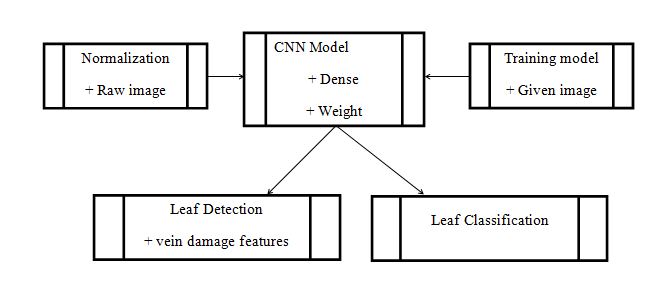 Normalization
+ Raw image
CNN Model
+ Dense
+ Weight
Training model
+ Given image
Leaf Detection
+ vein damage features
Leaf Classification